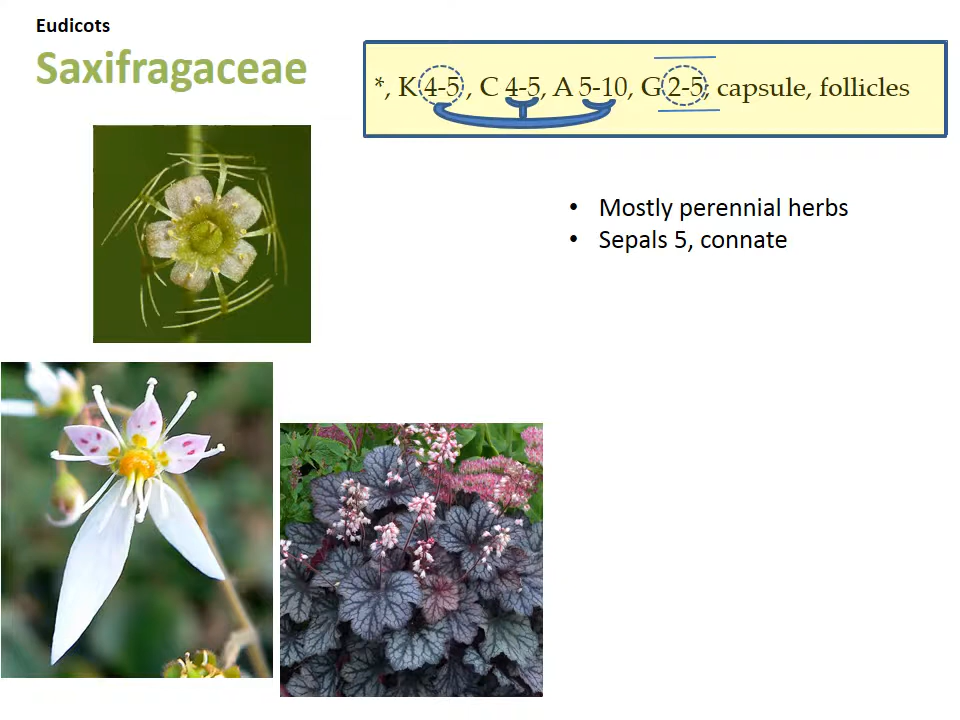 Eudicots
Saxifragaceae
*, K 4-5 , C 4-5, A 5-10, G 2-5, capsule, follicles
• Mostly perennial herbs
• Sepals 5, connate